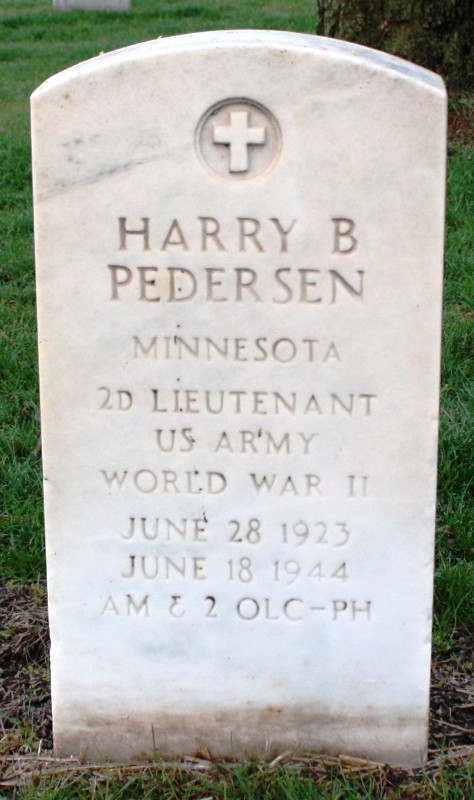 HARRY B
PEDERSEN
MINNESOTA
2D LIEUTENANT
US ARMY
WORLD WAR II
JUNE 28 1923
JUNE 18 1944
AM & 2 OLC-PH